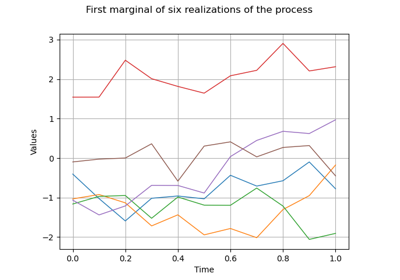 First marginal of six realizations of the process
3
2
1
0
−1
−2
Values
0.0 0.2 0.4 0.6 0.8 1.0
Time